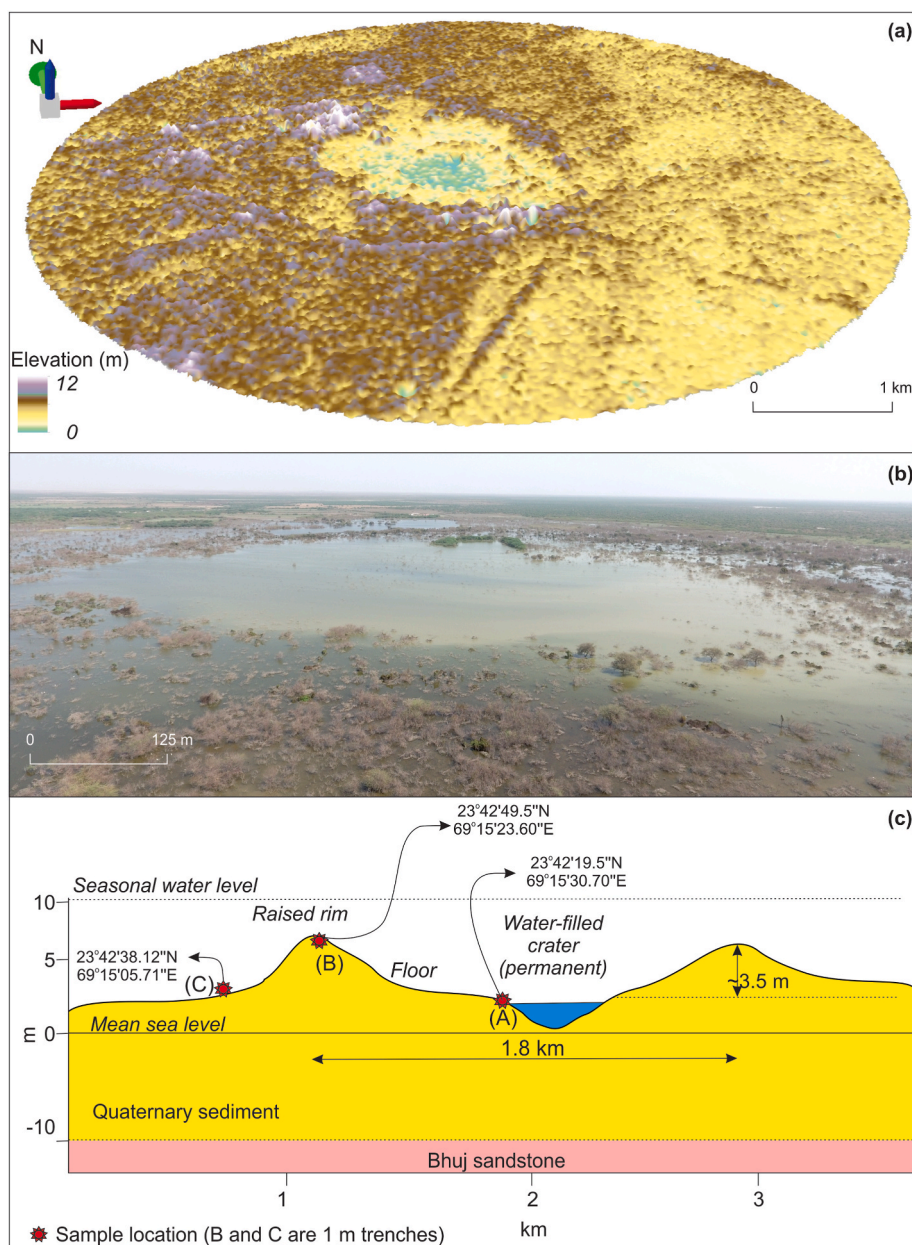 (a)
N
Elevation (m)
12
0
0 1 km
(b)
0 125 m
(c)
23°42'49.5"N
69°15'23.60"E
23°42'19.5"N
69°15'30.70"E
Seasonal water level
10
Raised rim
Water-filled
crater
(permanent)
5
23°42'38.12"N
69°15'05.71"E
(B)
Floor
(C)
~3.5 m
(A)
Mean sea level
m
0
1.8 km
Quaternary sediment
-10
Bhuj sandstone
1 2 3
km
Sample location (B and C are 1 m trenches)